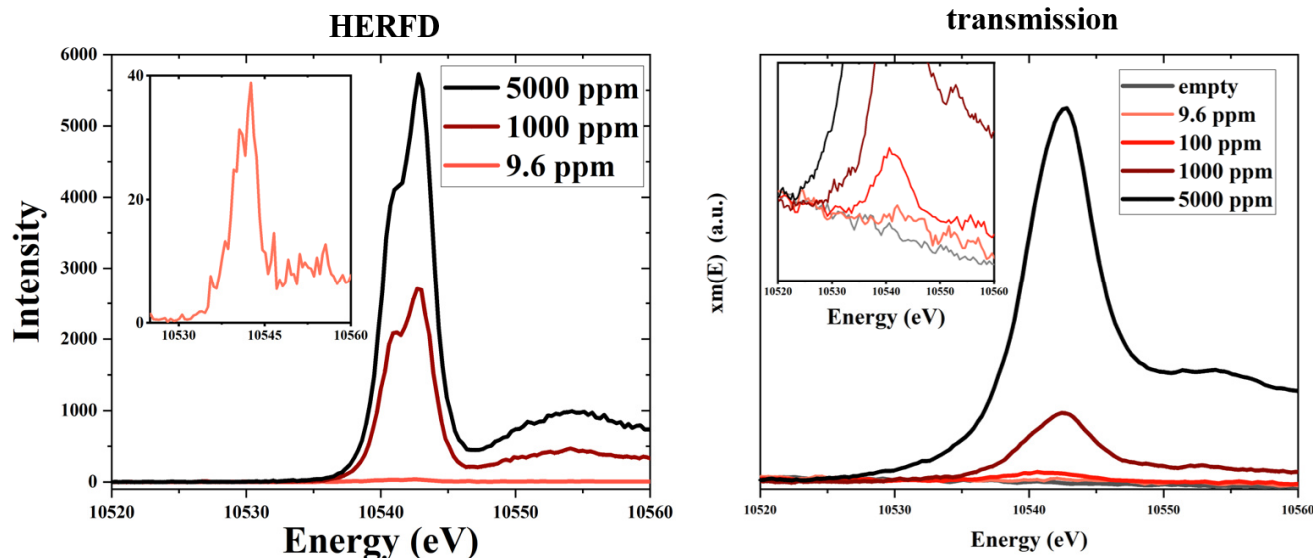 HERFD
6000
5000
4000
3000
2000
1000
0
Intensity
40
20
0
10530
10545
10560
5000 ppm
1000 ppm
9.6 ppm
10520
10530
10540
10550
10560
Energy (eV)
transmission
xm(E) (a.u.)
10520
10530
10540
10550
10560
Energy (eV)
empty
9.6 ppm
100 ppm
1000 ppm
5000 ppm
10520
10530
10540
10550
10560
Energy (eV)